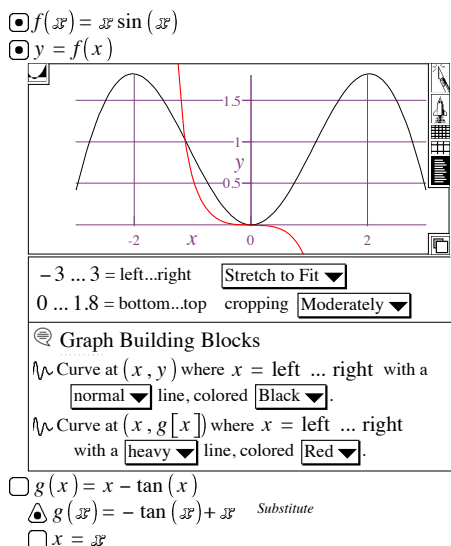 f(x) = x sin (x)
y = f(x)
1.5
1
y
0.5
-2 x 0 2
−3 ... 3 = left...right Stretch to Fit
0 ... 1.8 = bottom...top cropping Moderately
Graph Building Blocks
Curve at (x , y) where x = left ... right with a
normal line, colored Black .
Curve at (x , g[x]) where x = left ... right
with a heavy line, colored Red .
g(x) = x − tan (x)
g(x) = − tan (x)+ x Substitute
x = x